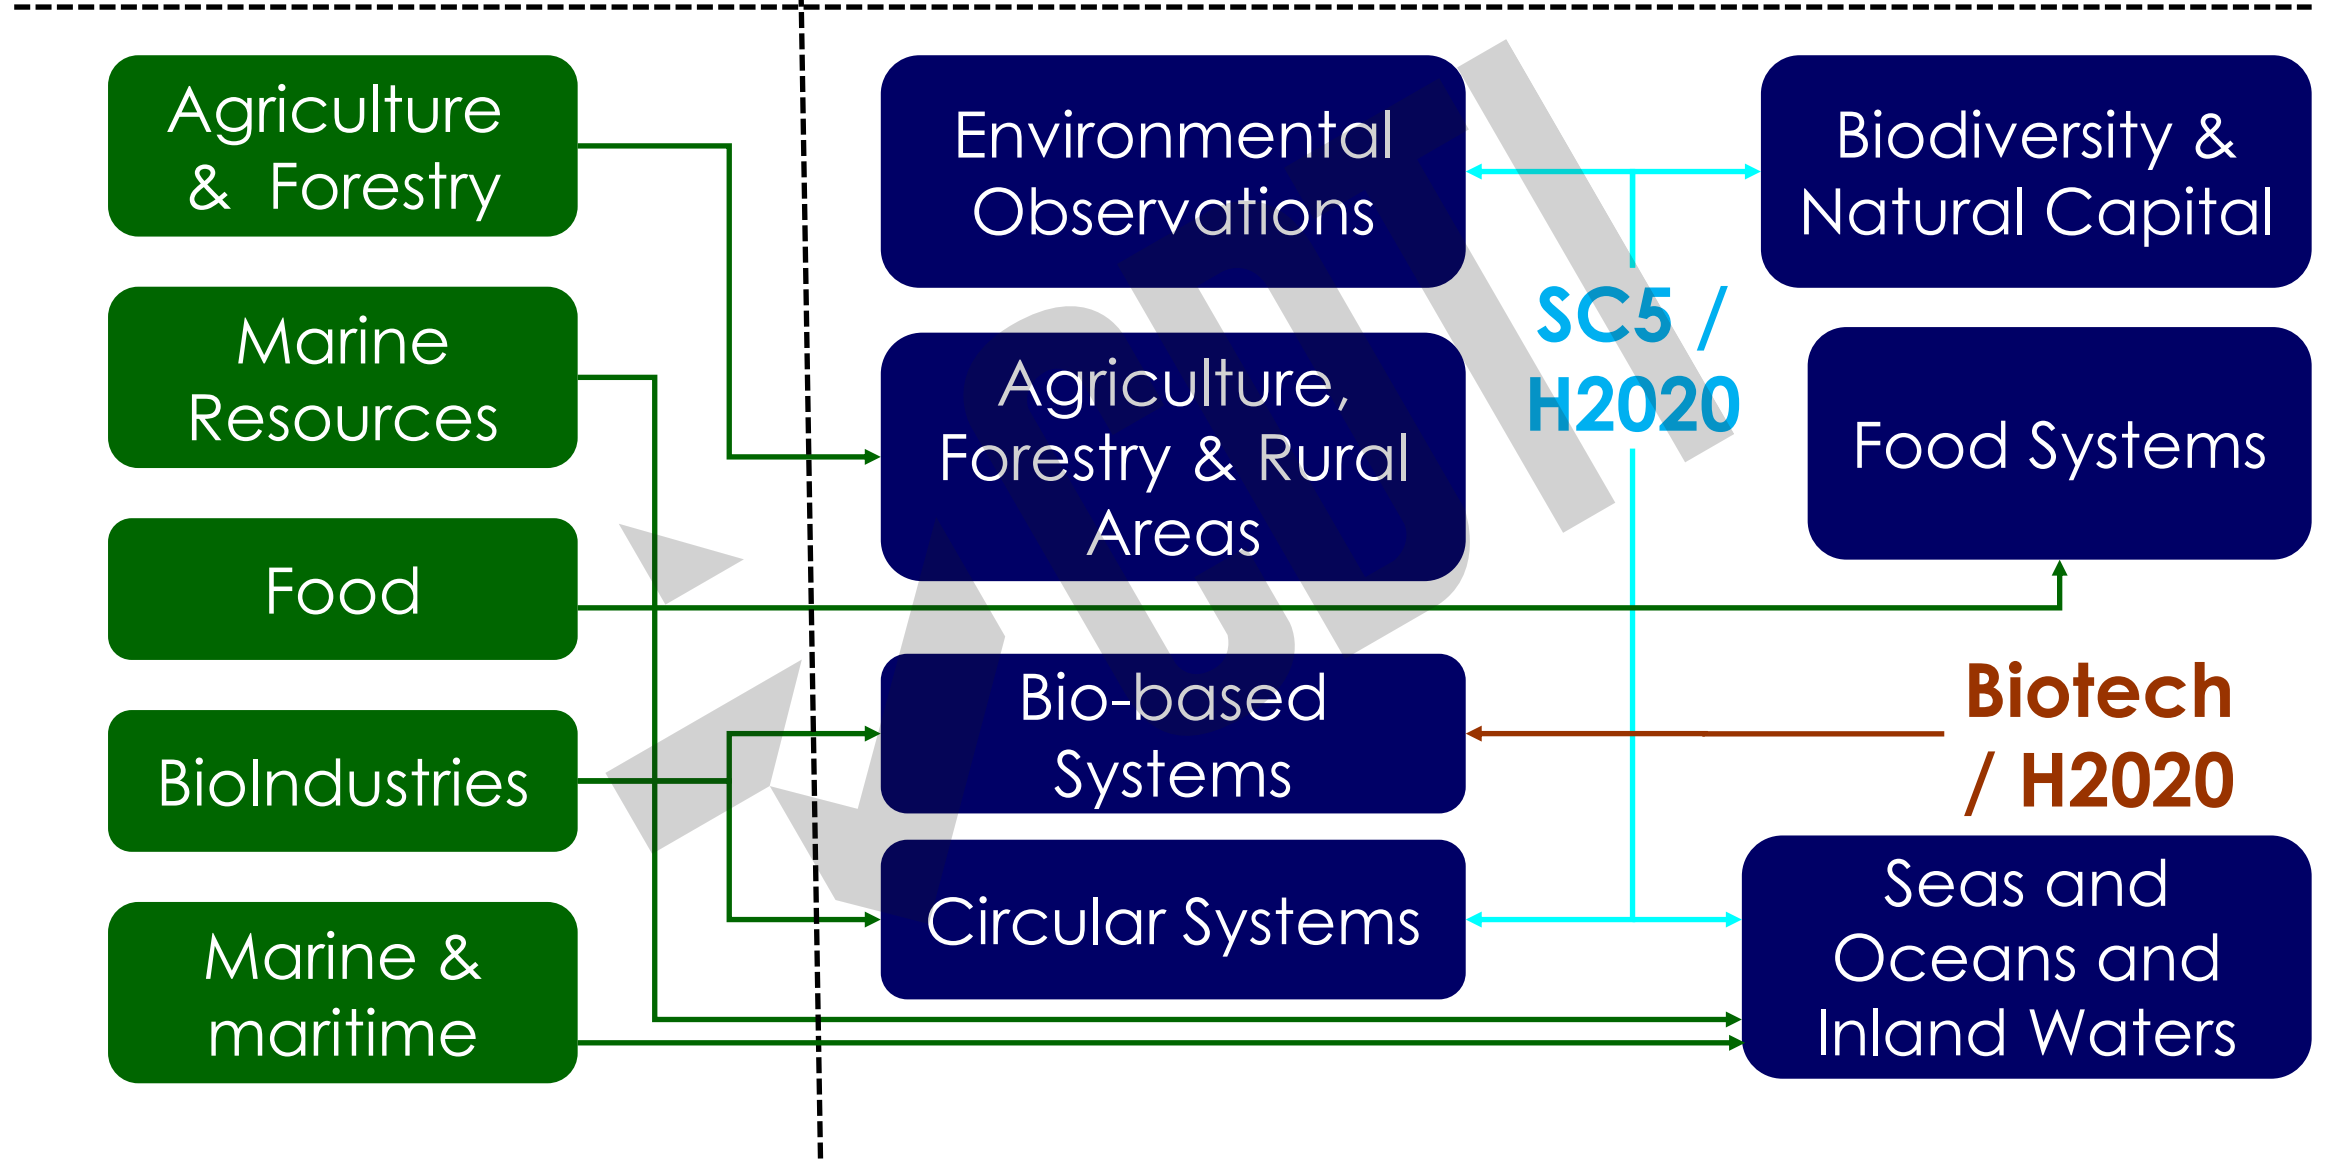 Agriculture
& Forestry
Marine
Resources
Food
BioIndustries
Marine &
maritime
Environmental
Observations
Agriculture,
Forestry & Rural
Areas
Bio-based
Systems
Circular Systems
SC5 /
H2020
Biodiversity &
Natural Capital
Food Systems
Biotech
/ H2020
Seas and
Oceans and
Inland Waters